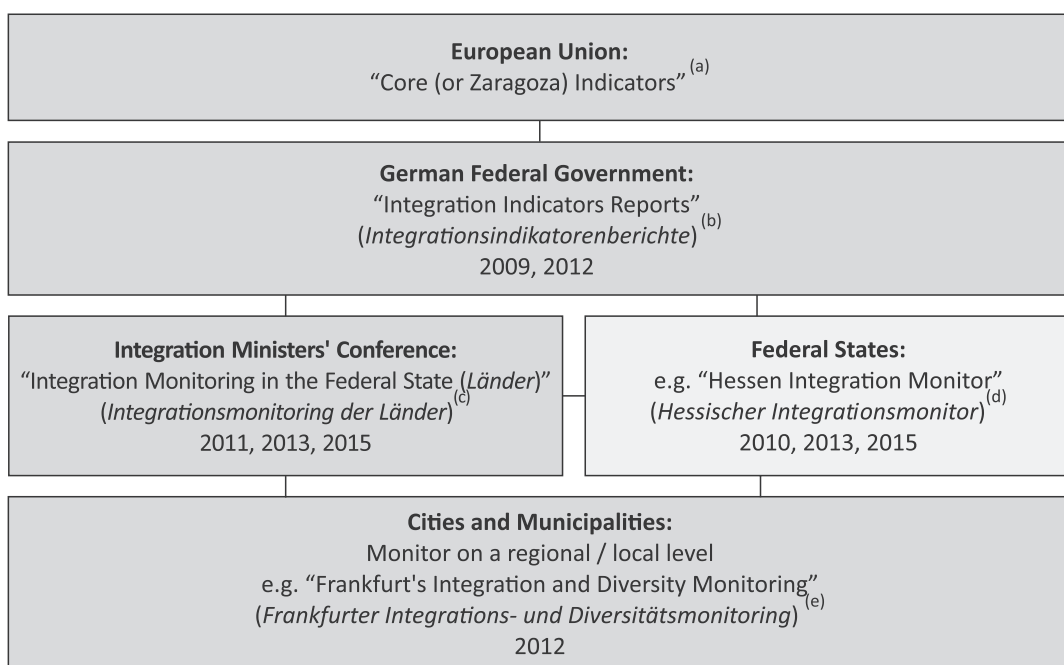 European Union:
“Core (or Zaragoza) Indicators” (a)
German Federal Government:
“Integration Indicators Reports”
(Integrationsindikatorenberichte) (b)
2009, 2012
Integration Ministers' Conference:
“Integration Monitoring in the Federal State (Länder)”
(Integrationsmonitoring der Länder) (c)
2011, 2013, 2015
Federal States:
e.g. “Hessen Integration Monitor”
(Hessischer Integrationsmonitor) (d)
2010, 2013, 2015
Cities and Municipalities:
Monitor on a regional / local level
e.g. “Frankfurt's Integration and Diversity Monitoring”
(Frankfurter Integrations- und Diversitätsmonitoring) (e)
2012